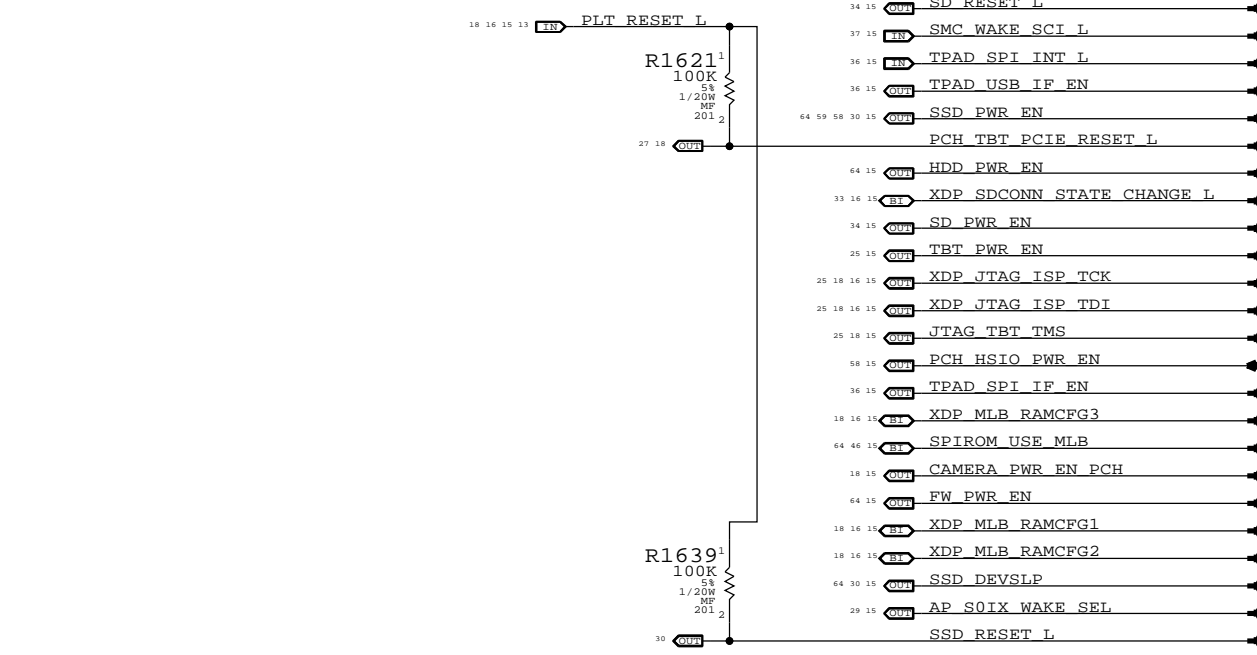 34 15 OUT SD_RESET_L
18 16 15 13 IN PLT_RESET_L
37 15 IN SMC_WAKE_SCI_L
36 15 IN TPAD_SPI_INT_L
R1621 1
100K
5%
1/20W
MF
201 2
36 15 OUT TPAD_USB_IF_EN
64 59 58 30 15 OUT SSD_PWR_EN
27 18 OUT PCH_TBT_PCIE_RESET_L
64 15 OUT HDD_PWR_EN
33 16 15 BI XDP_SDCONN_STATE_CHANGE_L
34 15 OUT SD_PWR_EN
25 15 OUT TBT_PWR_EN
25 18 16 15 OUT XDP_JTAG_ISP_TCK
25 18 16 15 OUT XDP_JTAG_ISP_TDI
25 18 15 OUT JTAG_TBT_TMS
58 15 OUT PCH_HSIO_PWR_EN
36 15 OUT TPAD_SPI_IF_EN
18 16 15 BI XDP_MLB_RAMCFG3
64 46 15 BI SPIROM_USE_MLB
18 15 OUT CAMERA_PWR_EN_PCH
64 15 OUT FW_PWR_EN
18 16 15 BI XDP_MLB_RAMCFG1
18 16 15 BI XDP_MLB_RAMCFG2
R1639 1
100K
5%
1/20W
MF
201 2
64 30 15 OUT SSD_DEVSLP
29 15 OUT AP_S0IX_WAKE_SEL
30 OUT SSD_RESET_L